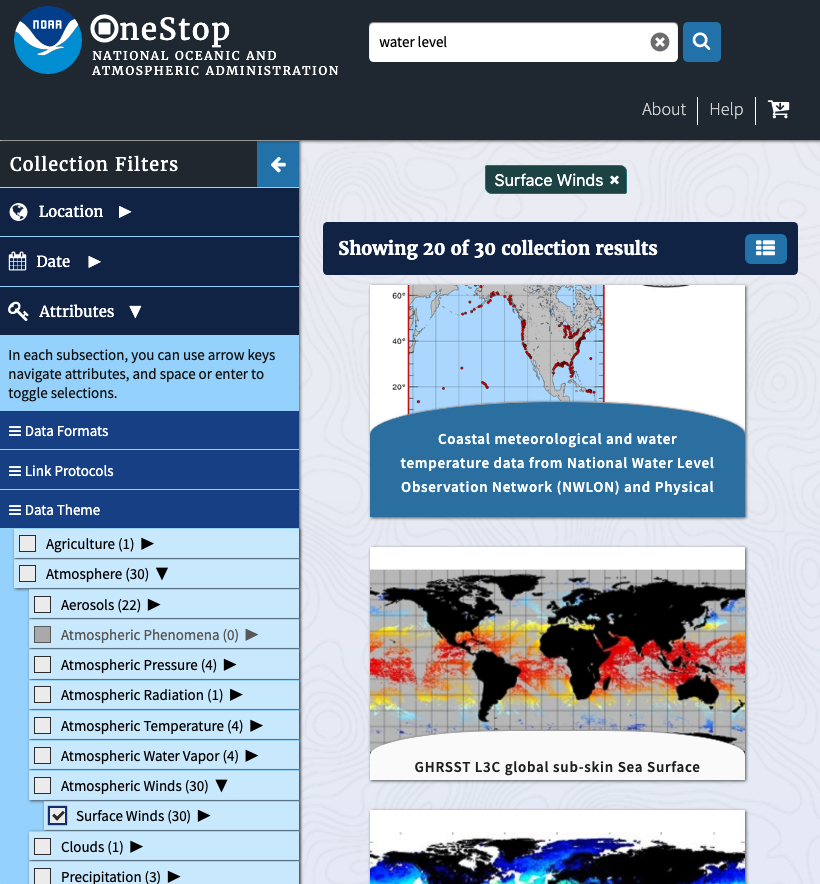 NOAA
OneStop
NATIONAL OCEANIC AND
ATMOSPHERIC ADMINISTRATION
water level
About
Help
Collection Filters
Location
Date
Attributes
In each subsection, you can use arrow keys
navigate attributes, and space or enter to
toggle selections.
Data Formats
Link Protocols
Data Theme
Agriculture (1)
Atmosphere (30)
Aerosols (22)
Atmospheric Phenomena (0)
Atmospheric Pressure (4)
Atmospheric Radiation (1)
Atmospheric Temperature (4)
Atmospheric Water Vapor (4)
Atmospheric Winds (30)
Surface Winds (30)
Clouds (1)
Precipitation (3)
Surface Winds ×
Showing 20 of 30 collection results
60°
40°
20°
Coastal meteorological and water
temperature data from National Water Level
Observation Network (NWLON) and Physical
GHRSST L3C global sub-skin Sea Surface